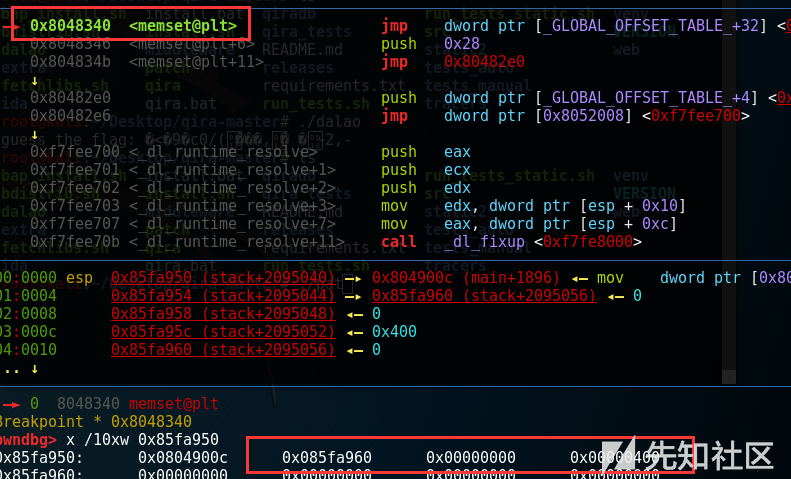 → 0x8048340 <memset@plt> jmp dword ptr [_GLOBAL_OFFSET_TABLE_+32] <
0x8048346 <memset@plt+6> push 0x28
0x804834b <memset@plt+11> jmp 0x80482e0
↓
0x80482e0 push dword ptr [_GLOBAL_OFFSET_TABLE_+4] <
0x80482e6 jmp dword ptr [0x8052008] <0xf7fee700>
↓
0xf7fee700 <_dl_runtime_resolve> push eax
0xf7fee701 <_dl_runtime_resolve+1> push ecx
0xf7fee702 <_dl_runtime_resolve+2> push edx
0xf7fee703 <_dl_runtime_resolve+3> mov edx, dword ptr [esp + 0x10]
0xf7fee707 <_dl_runtime_resolve+7> mov eax, dword ptr [esp + 0xc]
0xf7fee70b <_dl_runtime_resolve+11> call _dl_fixup <0xf7fe8000>
00:0000 esp 0x85fa950 (stack+2095040) —▸ 0x804900c (main+1896) ◂— mov dword ptr [0x80
01:0004 0x85fa954 (stack+2095044) —▸ 0x85fa960 (stack+2095056) ◂— 0
02:0008 0x85fa958 (stack+2095048) ◂— 0
03:000c 0x85fa95c (stack+2095052) ◂— 0x400
04:0010 0x85fa960 (stack+2095056) ◂— 0
.. ↓
→ 0 8048340 memset@plt
Breakpoint * 0x8048340
pwndbg> x /10xw 0x85fa950
0x85fa950: 0x0804900c 0x085fa960 0x00000000 0x00000400
0x85fa960: 0x00000000 0x00000000 0x00000000 0x00000000
先知社区